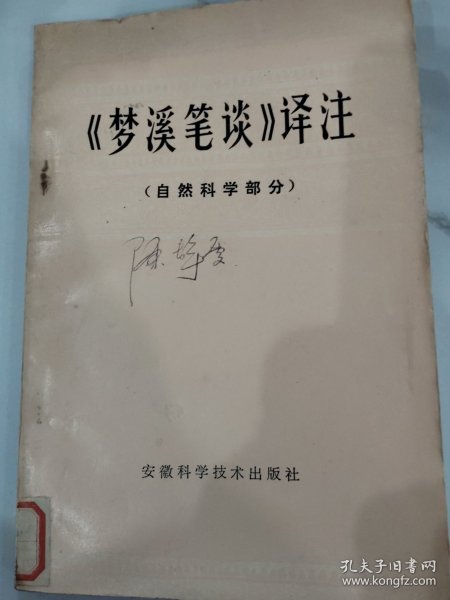 《梦溪笔谈》译注
(自然科学部分)
安徽科学技术出版社
孔夫子旧书网
www.kongfz.com